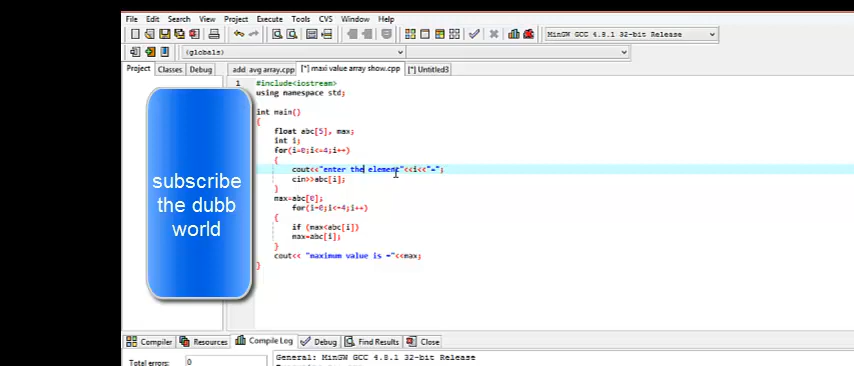 File Edit Search View Project Execute Tools CVS Window Help
MinGW GCC 4.8.1 32-bit Release
(globals)
Project Classes Debug add avg array.cpp [*] maxi value array show.cpp [*] Untitled3
1 #include<iostream>
using namespace std;
int main()
{
float abc[5], max;
int i;
for(i=0;i<=4;i++)
{
cout<<"enter the element"<<i<<"=";
cin>>abc[i];
}
max=abc[0];
for(i=0;i<=4;i++)
{
if (max<abc[i])
max=abc[i];
}
cout<< "maximum value is ="<<max;
}
subscribe
the dubb
world
Compiler Resources Compile Log Debug Find Results Close
Total errors: 0
General: MinGW GCC 4.8.1 32-bit Release